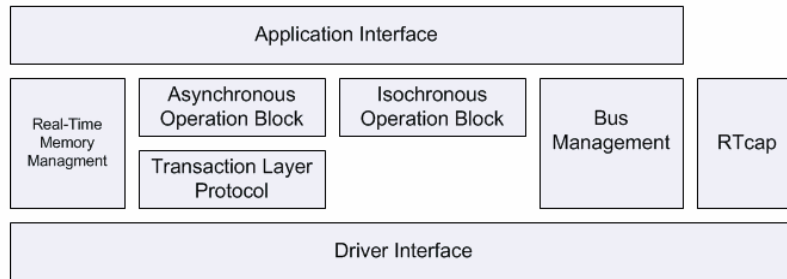 Application Interface
Real-Time
Memory
Managment
Asynchronous
Operation Block
Transaction Layer
Protocol
Isochronous
Operation Block
Bus
Management
RTcap
Driver Interface